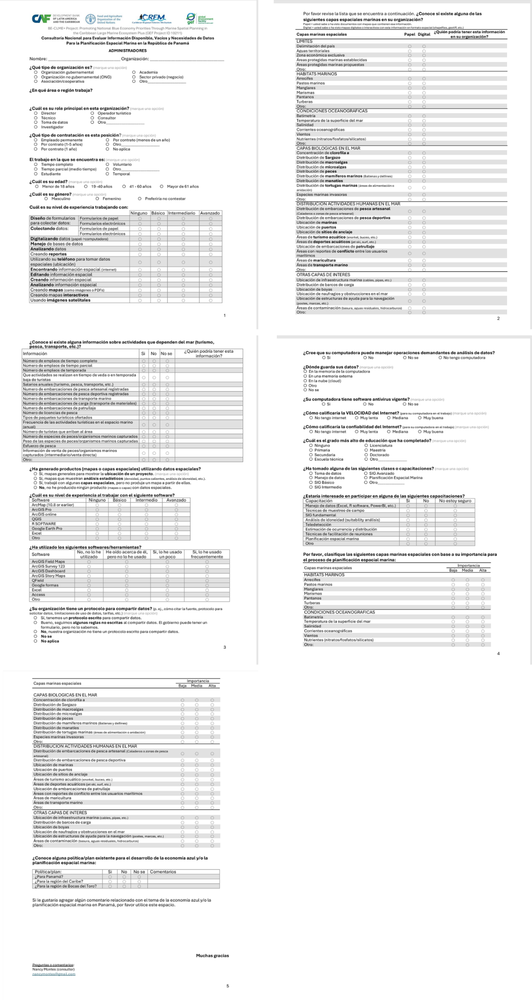 CAF
DEVELOPMENT BANK
OF LATIN AMERICA
AND THE CARIBBEAN
Food and Agriculture
Organization of the
United Nations
CRFM
Caribbean Regional Fisheries Mechanism
gef
global
environment
facility
BE-CLME+ Project: Promoting National Blue Economy Priorities Through Marine Spatial Planning in
the Caribbean Large Marine Ecosystem Plus (GEF Project ID 10211)
Consultoría Nacional para Evaluar Información Disponible, Vacíos y Necesidades de Datos
Para la Planificación Espacial Marina en la República de Panamá
ADMINISTRADORES
Nombre: Organización:
¿Qué tipo de organización es? (marque una opción)
Organización gubernamental Academia
Organización no gubernamental (ONG) Sector privado (negocio)
Asociación/cooperativa Otro
¿En qué área o región trabaja?
¿Cuál es su role principal en esta organización? (marque una opción)
Director Operador turístico
Técnico Consultor
Toma de datos Otro
Investigador
¿Qué tipo de contratación es esta posición? (marque una opción)
Empleado permanente Por contrato (menos de un año)
Por contrato (1-5 años) Otro
Por contrato (1 año) No aplica
El trabajo en la que se encuentra es: (marque una opción)
Tiempo completo Voluntario
Tiempo parcial (medio tiempo) Otro
Estudiante Temporal
¿Cuál es su edad? (marque una opción)
Menor de 18 años 19 -40 años 41 - 60 años Mayor de 61 años
¿Cuál es su género? (marque una opción)
Masculino Femenino Preferiría no contestar
Cuál es su nivel de experiencia trabajando con:
Ninguno Básico Intermediario Avanzado
Diseño de formularios Formularios de papel
para colectar datos: Formularios electrónicos
Colectando datos: Formularios de papel
Formularios electrónicos
Digitalizando datos (papel->computadora)
Manejo de bases de datos
Analizando datos
Creando reportes
Utilizando su teléfono para tomar datos
espaciales (ubicación)
Encontrando información espacial (internet)
Editando información espacial
Creando información espacial
Analizando información espacial
Creando mapas (como imágenes o PDFs)
Creando mapas interactivos
Usando imágenes satelitales
1
Por favor revise la lista que se encuentra a continuación. ¿Conoce si existe alguna de las
siguientes capas espaciales marinas en su organización?
Papel = usted sabe o ha visto documentos con mapas que contienen esa información.
Digital = usted sabe o ha visto mapas digitales o interactivos con esta información en formato espacial (shapefiles, geotiff, etc.)
Capas marinas espaciales Papel Digital ¿Quién podría tener esta información
en su organización?
LIMITES
Delimitación del país
Aguas territoriales
Zona económica exclusiva
Áreas protegidas marinas establecidas
Áreas protegidas marinas propuestas
Otro:
HABITATS MARINOS
Arrecifes
Pastos marinos
Manglares
Marismas
Pantanos
Turberas
Otro:
CONDICIONES OCEANOGRAFICAS
Batimetría
Temperatura de la superficie del mar
Salinidad
Corrientes oceanográficas
Vientos
Nutrientes (nitratos/fosfatos/silicatos)
Otro:
CAPAS BIOLOGICAS EN EL MAR
Concentración de clorofila a
Distribución de Sargazo
Distribución de macroalgas
Distribución de microalgas
Distribución de peces
Distribución de mamíferos marinos (Ballenas y delfines)
Distribución de manatíes
Distribución de tortugas marinas (áreas de alimentación o
anidación)
Especies marinas invasoras
Otro:
DISTRIBUCION ACTIVIDADES HUMANAS EN EL MAR
Distribución de embarcaciones de pesca artesanal
(Caladeros o zonas de pesca artesanal)
Distribución de embarcaciones de pesca deportiva
Ubicación de marinas
Ubicación de puertos
Ubicación de sitios de anclaje
Áreas de turismo acuático (snorkel, buceo, etc.)
Áreas de deportes acuáticos (jet ski, surf, etc.)
Ubicación de embarcaciones de patrullaje
Áreas con reportes de conflicto entre los usuarios
marítimos
Áreas de maricultura
Áreas de transporte marino
Otro:
OTRAS CAPAS DE INTERES
Ubicación de infraestructura marina (cables, pipas, etc.)
Distribución de barcos de carga
Ubicación de boyas
Ubicación de naufragios y obstrucciones en el mar
Ubicación de estructuras de ayuda para la navegación
(postes, marcas, etc.)
Áreas de contaminación (basura, aguas residuales, hidrocarburos)
Otro:
2
¿Conoce si existe alguna información sobre actividades que dependen del mar (turismo,
pesca, transporte, etc.)?
Información Si No No se ¿Quién podría tener esta
información?
Número de empleos de tiempo completo
Número de empleos de tiempo parcial
Número de empleos de temporada
Que actividades se realizan en tiempo de veda o en temporada
baja de turistas
Salarios anuales (turismo, pesca, transporte, etc.)
Numero de embarcaciones de pesca artesanal registradas
Numero de embarcaciones de pesca deportiva registradas
Número de embarcaciones de transporte marino
Numero de embarcaciones de carga (transporte de materiales)
Numero de embarcaciones de patrullaje
Número de licencias de pesca
Tipos de paquetes turísticos ofertados
Frecuencia de las actividades turísticas en el espacio marino
(anual)
Número de turistas que arriban al área
Número de especies de peces/organismos marinos capturados
Peso de las especies de peces/organismos marinos capturadas
Esfuerzo de pesca
Información de venta de peces/organismos marinos
capturados (intermediario/venta directa)
Otro:
¿Ha generado productos (mapas o capas espaciales) utilizando datos espaciales?
Sí, mapas generales para mostrar la ubicación de un proyecto. (marque una opción)
Sí, mapas que muestran análisis estadísticos (densidad, puntos calientes, análisis de idoneidad, etc.).
Sí, trabajé con algunas capas espaciales, pero no produje un mapa a partir de ellas.
No, no he producido ningún producto (mapas o capas) con datos espaciales.
¿Cuál es su nivel de experiencia al trabajar con el siguiente software?
Software Ninguno Básico Intermedio Avanzado
ArcMap (10.8 or earlier)
ArcGIS Pro
ArcGIS online
QGIS
R SOFTWARE
Google Earth Pro
Excel
Otro
¿Ha utilizado los siguientes softwares/herramientas?
Software No, no lo he utilizado He oído acerca de él, pero no lo he usado Si, lo he usado un poco Si, lo he usado frecuentemente
ArcGIS Field Maps
ArcGIS Survey 123
ArcGIS Dashboard
ArcGIS Story Maps
QField
Google formas
Excel
Access
Otro
¿Su organización tiene un protocolo para compartir datos? (p. ej., cómo citar la fuente, protocolo para
solicitar datos, limitaciones de uso de datos, tarifas, etc.) (marque una opción)
Sí, tenemos un protocolo escrito para compartir datos.
Bueno, seguimos algunas reglas no escritas al compartir datos. El gobierno puede tener un
formulario, pero no lo sabemos.
No, nuestra organización no tiene un protocolo escrito para compartir datos.
No se
No aplica
3
¿Cree que su computadora puede manejar operaciones demandantes de análisis de datos?
Si No No se No tengo computadora
¿Dónde guarda sus datos? (marque una opción)
En la memoria de la computadora
En una memoria externa
En la nube (cloud)
Otro
No se
¿Su computadora tiene software antivirus vigente? (marque una opción)
Si No No se
¿Cómo calificaría la VELOCIDAD del Internet? (para su computadora en el trabajo) (marque una opción)
No tengo internet Muy lenta Mediana Muy buena
¿Cómo calificaría la confiabilidad del Internet? (para su computadora en el trabajo) (marque una opción)
No tengo internet Muy lenta Mediana Muy buena
¿Cuál es el grado más alto de educación que ha completado? (marque una opción)
Ninguno Licenciatura
Primaria Maestría
Secundaria Doctorado
Escuela técnica Otro
¿Ha tomado alguna de las siguientes clases o capacitaciones? (marque una opción)
Toma de datos SIG Avanzado
Manejo de datos Planificación Espacial Marina
SIG Básico Otro
SIG Intermedio
¿Estaría interesado en participar en alguna de las siguientes capacitaciones?
Capacitación Si No No estoy seguro
Manejo de datos (Excel, R software, PowerBI, etc.)
Técnicas de muestreo de campo
SIG fundamental
Análisis de idoneidad (suitability análisis)
Teledetección
Estimación de ocurrencia y distribución
Técnicas de facilitación de reuniones
Planificación espacial marina
Otro
Por favor, clasifique las siguientes capas marinas espaciales con base a su importancia para
el proceso de planificación espacial marina:
Capas marinas espaciales Importancia
Baja Media Alta
HABITATS MARINOS
Arrecifes
Pastos marinos
Manglares
Marismas
Pantanos
Turberas
Otro:
CONDICIONES OCEANOGRAFICAS
Batimetría
Temperatura de la superficie del mar
Salinidad
Corrientes oceanográficas
Vientos
Nutrientes (nitratos/fosfatos/silicatos)
Otro:
4
Capas marinas espaciales Importancia
Baja Media Alta
CAPAS BIOLOGICAS EN EL MAR
Concentración de clorofila a
Distribución de Sargazo
Distribución de macroalgas
Distribución de microalgas
Distribución de peces
Distribución de mamíferos marinos (Ballenas y delfines)
Distribución de manatíes
Distribución de tortugas marinas (áreas de alimentación o anidación)
Especies marinas invasoras
Otro:
DISTRIBUCION ACTIVIDADES HUMANAS EN EL MAR
Distribución de embarcaciones de pesca artesanal (Caladeros o zonas de pesca
artesanal)
Distribución de embarcaciones de pesca deportiva
Ubicación de marinas
Ubicación de puertos
Ubicación de sitios de anclaje
Áreas de turismo acuático (snorkel, buceo, etc.)
Áreas de deportes acuáticos (jet ski, surf, etc.)
Ubicación de embarcaciones de patrullaje
Áreas con reportes de conflicto entre los usuarios marítimos
Áreas de maricultura
Áreas de transporte marino
Otro:
OTRAS CAPAS DE INTERES
Ubicación de infraestructura marina (cables, pipas, etc.)
Distribución de barcos de carga
Ubicación de boyas
Ubicación de naufragios y obstrucciones en el mar
Ubicación de estructuras de ayuda para la navegación (postes, marcas, etc.)
Áreas de contaminación (basura, aguas residuales, hidrocarburos)
Otro:
¿Conoce alguna política/plan existente para el desarrollo de la economía azul y/o la
planificación espacial marina:
Política/plan: Si No No se Comentarios
¿Para Panamá?
¿Para la región del Caribe?
¿Para la región de Bocas del Toro?
Si le gustaría agregar algún comentario relacionado con el tema de la economía azul y/o la
planificación espacial marina en Panamá, por favor utilice este espacio.
Muchas gracias
Preguntas o comentarios:
Nancy Montes (consultor)
nancymontes@gmail.com
5